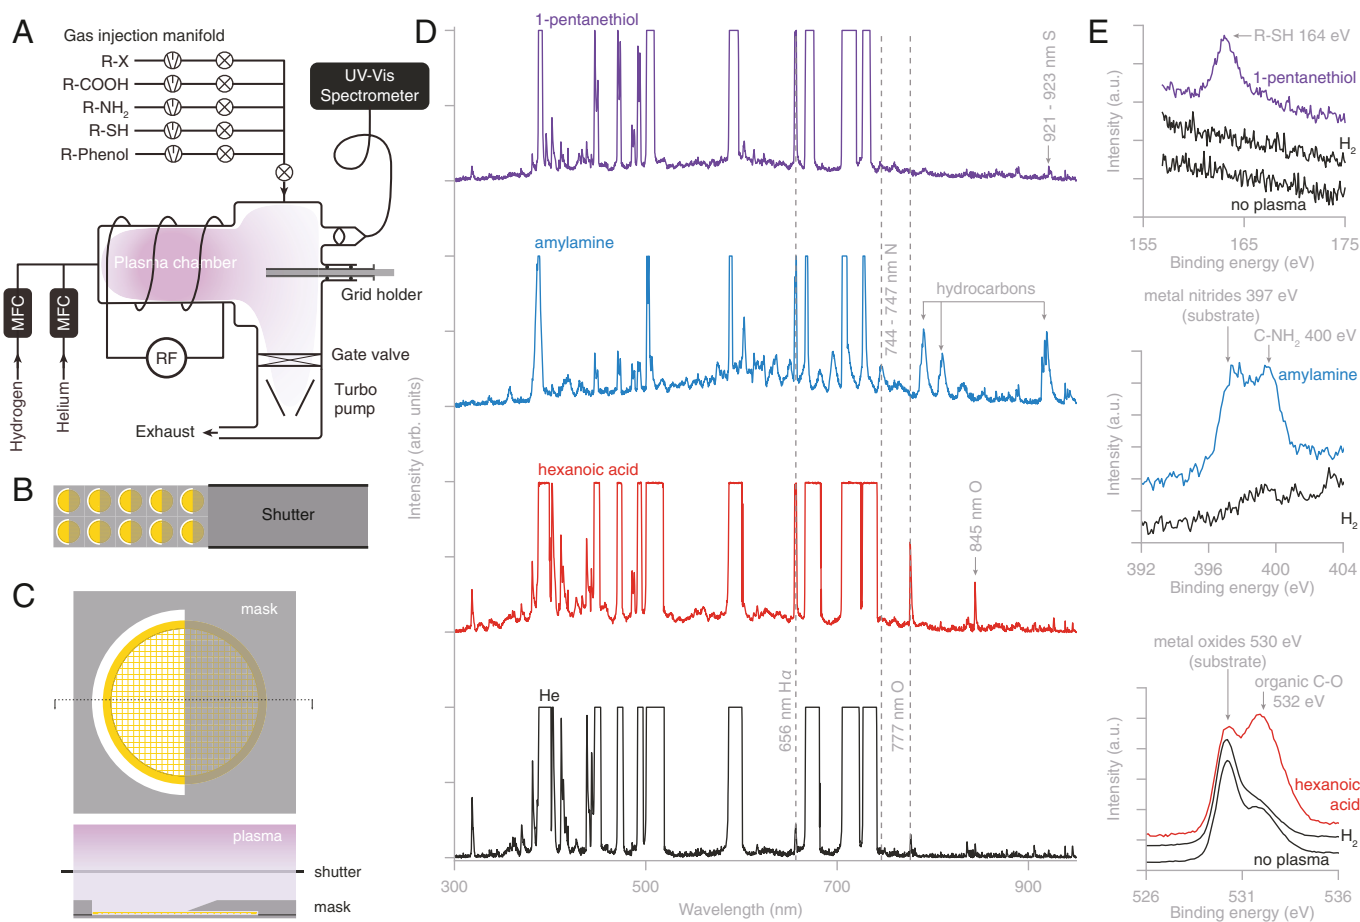 A
Gas injection manifold
R-X
R-COOH
R-NH₂
R-SH
R-Phenol
UV-Vis
Spectrometer
Plasma chamber
Grid holder
MFC
MFC
RF
Gate valve
Turbo
pump
Hydrogen
Helium
Exhaust
B
Shutter
C
mask
plasma
shutter
mask
D
1-pentanethiol
921 - 923 nm S
amylamine
744 - 747 nm N
hydrocarbons
Intensity (arb. units)
hexanoic acid
845 nm O
He
656 nm Hα
777 nm O
300
500
700
900
Wavelength (nm)
E
R-SH 164 eV
1-pentanethiol
H₂
no plasma
Intensity (a.u.)
155
165
175
Binding energy (eV)
metal nitrides 397 eV
(substrate)
C-NH₂ 400 eV
amylamine
Intensity (a.u.)
H₂
392
396
400
404
Binding energy (eV)
metal oxides 530 eV
(substrate)
organic C-O
532 eV
Intensity (a.u.)
hexanoic
acid
H₂
no plasma
526
531
536
Binding energy (eV)